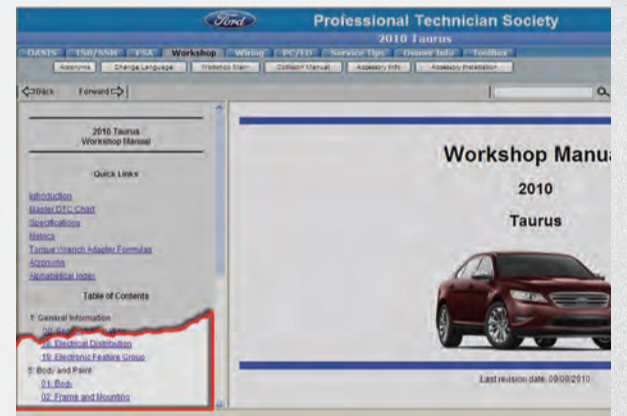 Ford
Professional Technician Society
2010 Taurus
OASIS TSB/SSM FSA Workshop Wiring PC/ED Service Tips Owner Info Toolbox
Acronyms Change Language Workshop Main Collision Manual Accessory Info Accessory Installation
Back Forward
2010 Taurus
Workshop Manual
Quick Links
Introduction
Master DTC Chart
Specifications
Metrics
Torque Wrench Adapter Formulas
Acronyms
Alphabetical Index
Table of Contents
1: General Information
18: Electrical Distribution
19: Electronic Feature Group
5: Body and Paint
01: Body
02: Frame and Mounting
Workshop Manua
2010
Taurus
Last revision date: 09/09/2010